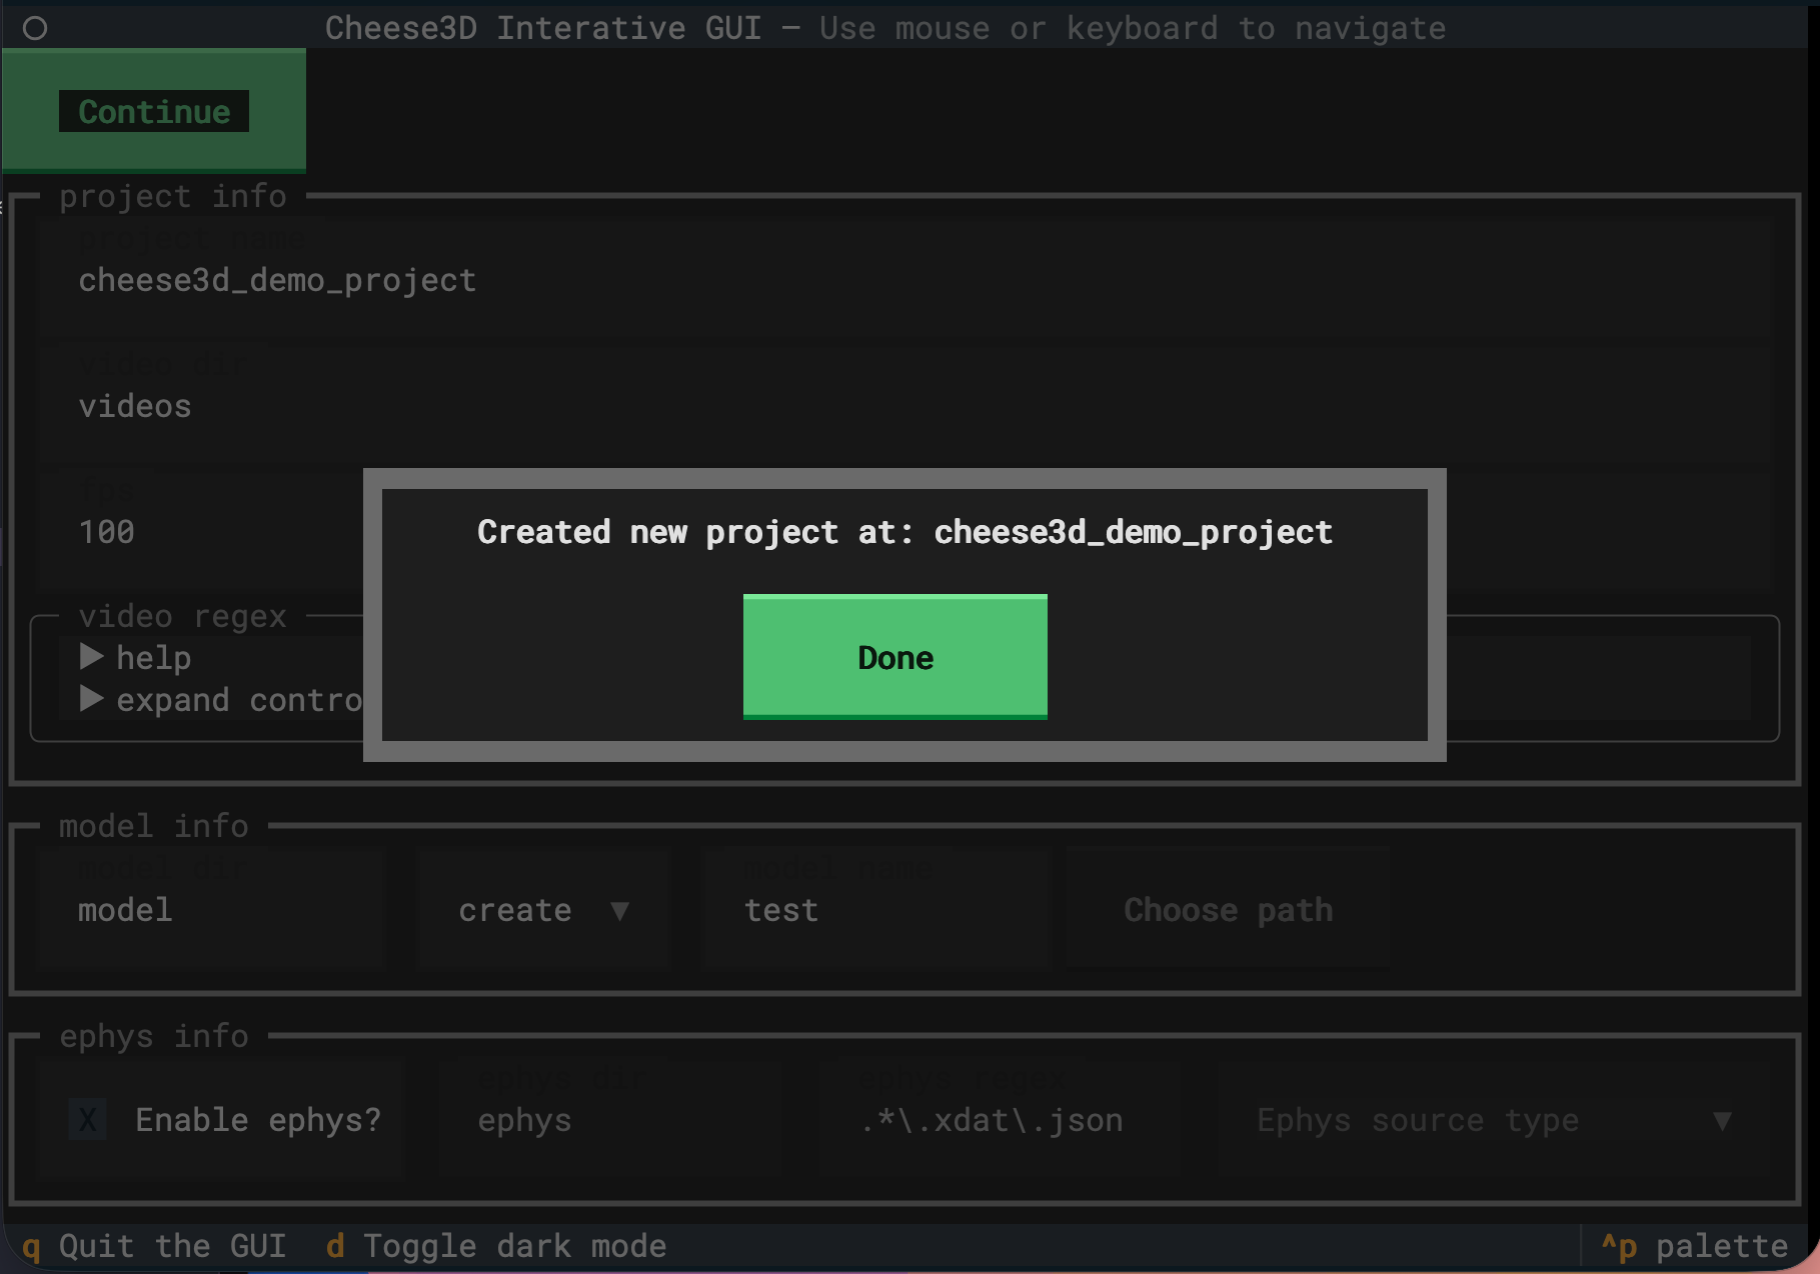 Cheese3D Interative GUI — Use mouse or keyboard to navigate
Continue
project info
project name
cheese3d_demo_project
video dir
videos
fps
100
Created new project at: cheese3d_demo_project
Done
video regex
▶ help
▶ expand contro
model info
model dir
model name
model
create ▼
test
Choose path
ephys info
ephys dir
ephys regex
X Enable ephys?
ephys
.*\.xdat\.json
Ephys source type ▼
q Quit the GUI d Toggle dark mode
^p palette